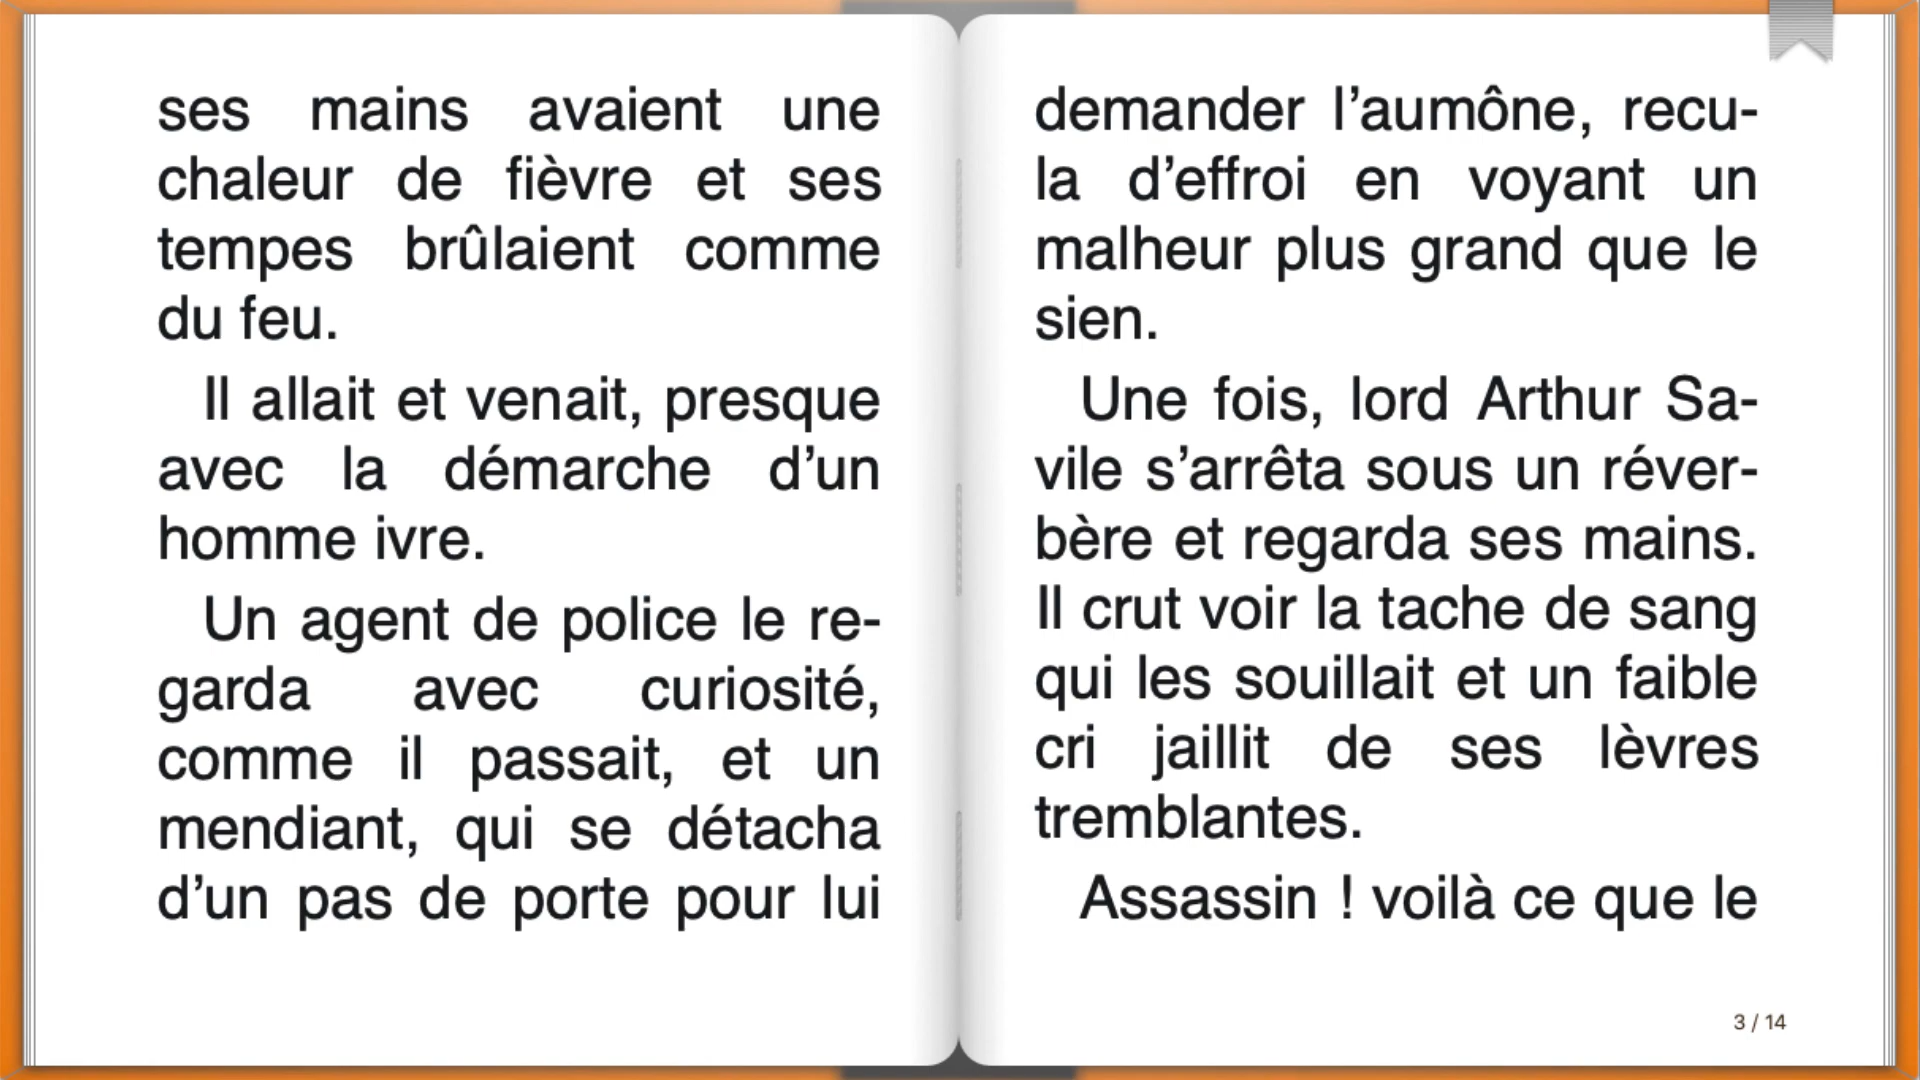 ses mains avaient une
chaleur de fièvre et ses
tempes brûlaient comme
du feu.
Il allait et venait, presque
avec la démarche d’un
homme ivre.
Un agent de police le re-
garda avec curiosité,
comme il passait, et un
mendiant, qui se détacha
d’un pas de porte pour lui
demander l’aumône, recu-
la d’effroi en voyant un
malheur plus grand que le
sien.
Une fois, lord Arthur Sa-
vile s’arrêta sous un réver-
bère et regarda ses mains.
Il crut voir la tache de sang
qui les souillait et un faible
cri jaillit de ses lèvres
tremblantes.
Assassin ! voilà ce que le
3 / 14